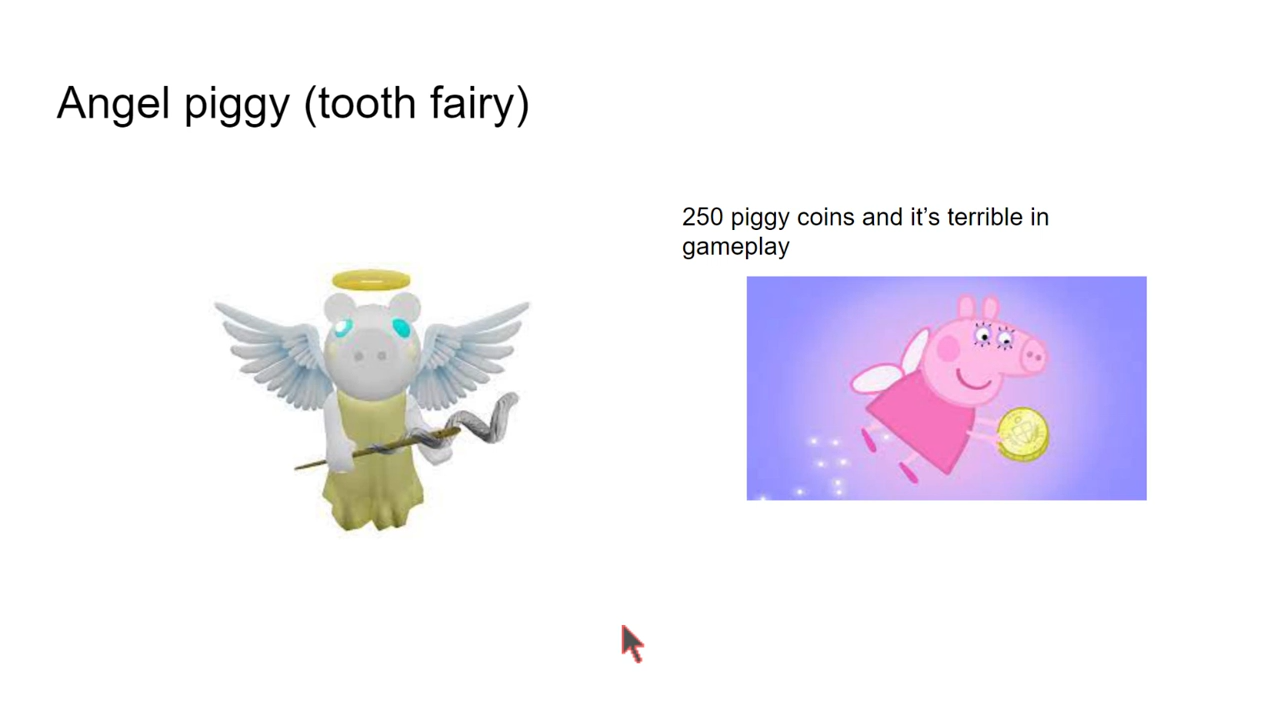 Angel piggy (tooth fairy)
250 piggy coins and it’s terrible in
gameplay